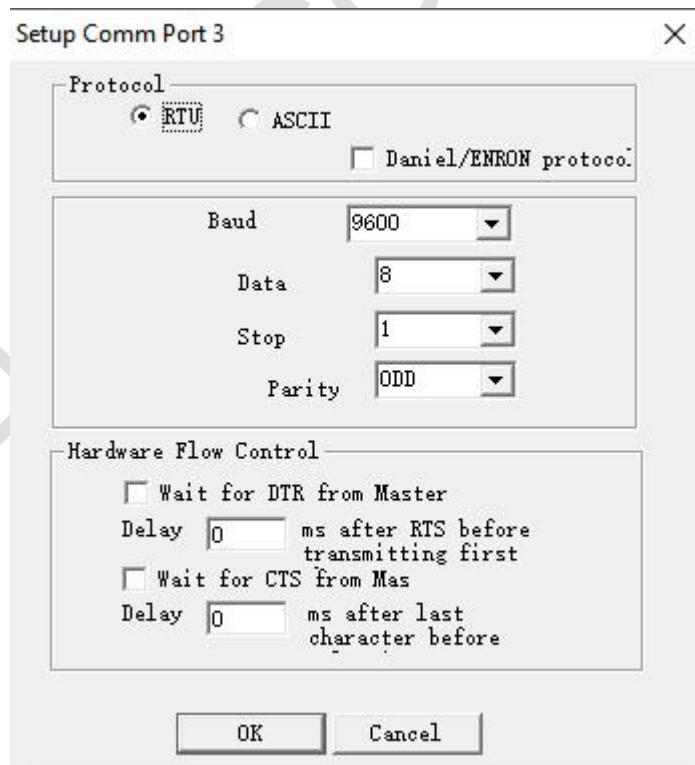 Setup Comm Port 3
Protocol
RTU ASCII
Daniel/ENRON
Baud 9600
Data 8
Stop 1
Parity ODD
Hardware Flow Control
Wait for DTR from Master
Delay 0 ms after RTS before
transmitting first
Wait for CTS from Mas
Delay 0 ms after last
character before
OK Cancel